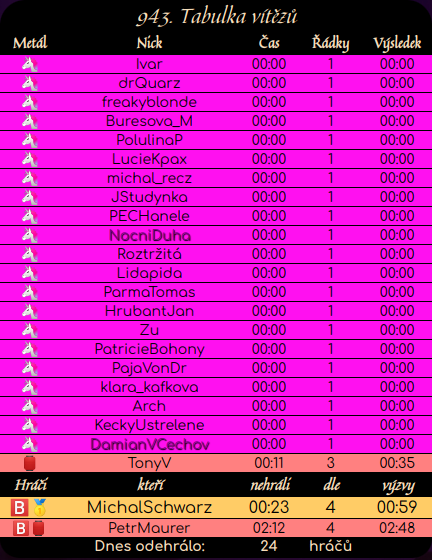 943. Tabulka vítězů
Metál Nick Čas Řádky Výsledek
Ivar 00:00 1 00:00
drQuarz 00:00 1 00:00
freakyblonde 00:00 1 00:00
Buresova_M 00:00 1 00:00
PolulinaP 00:00 1 00:00
LucieKpax 00:00 1 00:00
michal_recz 00:00 1 00:00
JStudynka 00:00 1 00:00
PECHanele 00:00 1 00:00
NocniDuha 00:00 1 00:00
Roztržitá 00:00 1 00:00
Lidapida 00:00 1 00:00
ParmaTomas 00:00 1 00:00
HrubantJan 00:00 1 00:00
Zu 00:00 1 00:00
PatricieBohony 00:00 1 00:00
PajaVonDr 00:00 1 00:00
klara_kafkova 00:00 1 00:00
Arch 00:00 1 00:00
KeckyUstrelene 00:00 1 00:00
DamianVCechov 00:00 1 00:00
TonyV 00:11 3 00:35
Hráči kteří nehráli dle výzvy
B MichalSchwarz 00:23 4 00:59
B PetrMaurer 02:12 4 02:48
Dnes odehrálo: 24 hráčů